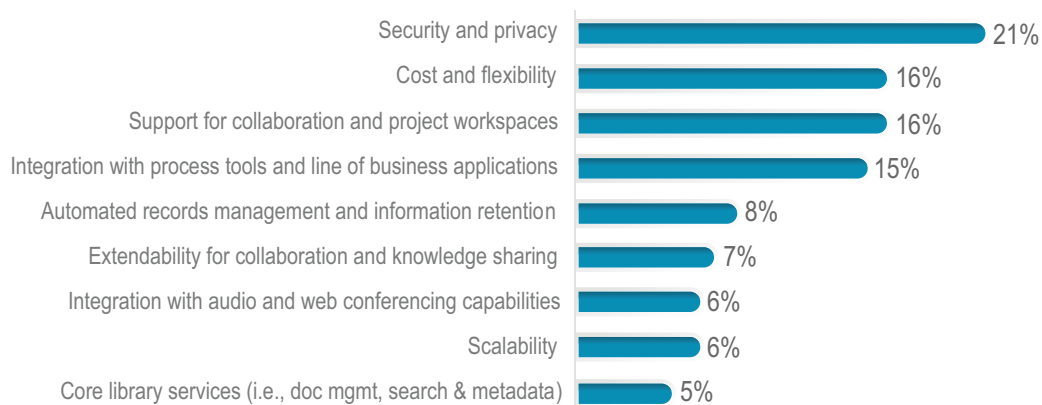 Security and privacy 21%
Cost and flexibility 16%
Support for collaboration and project workspaces 16%
Integration with process tools and line of business applications 15%
Automated records management and information retention 8%
Extendability for collaboration and knowledge sharing 7%
Integration with audio and web conferencing capabilities 6%
Scalability 6%
Core library services (i.e., doc mgmt, search & metadata) 5%